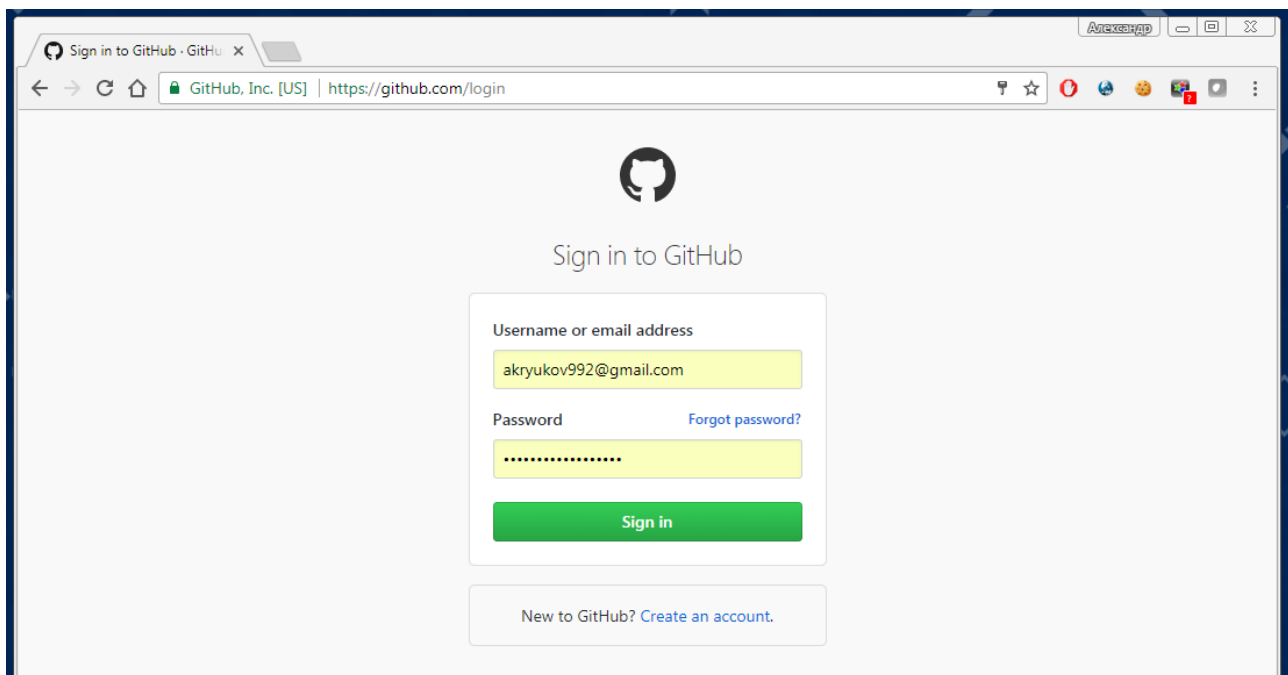 Александр
Sign in to GitHub · GitHu
GitHub, Inc. [US] | https://github.com/login
Sign in to GitHub
Username or email address
akryukov992@gmail.com
Password Forgot password?
••••••••••••••••••
Sign in
New to GitHub? Create an account.